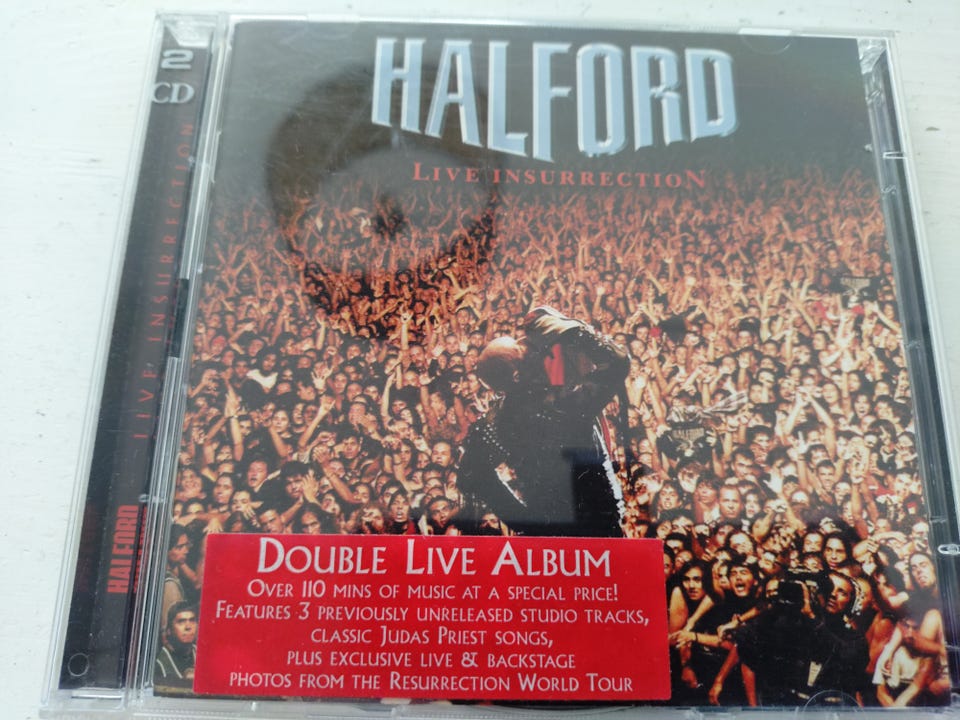 2
CD
LIVE INSURRECTION
HALFORD
HALFORD
LIVE INSURRECTION
HALFORD
DOUBLE LIVE ALBUM
OVER 110 MINS OF MUSIC AT A SPECIAL PRICE!
FEATURES 3 PREVIOUSLY UNRELEASED STUDIO TRACKS,
CLASSIC JUDAS PRIEST SONGS,
PLUS EXCLUSIVE LIVE & BACKSTAGE
PHOTOS FROM THE RESURRECTION WORLD TOUR